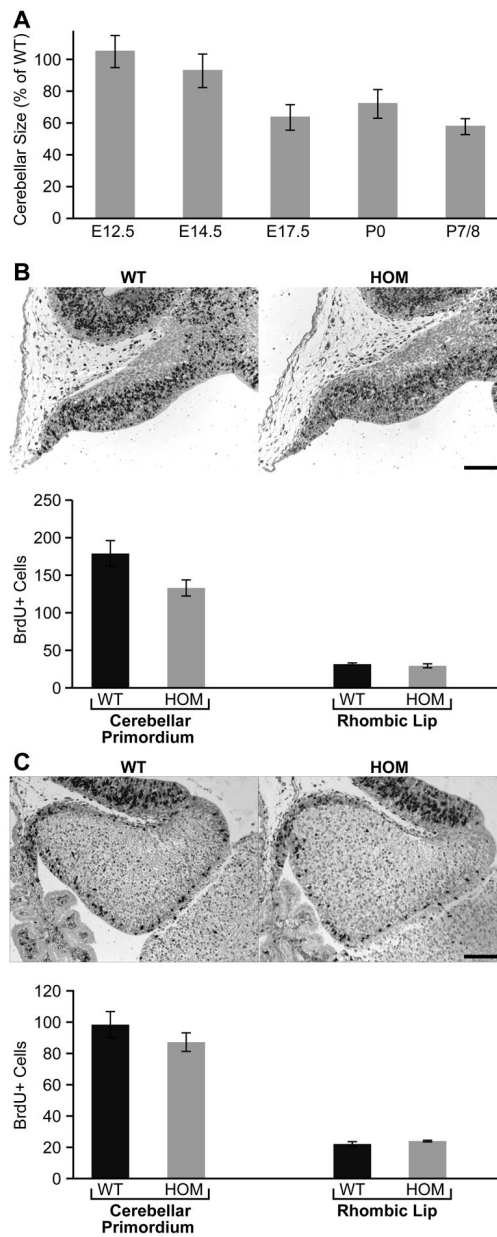 A
Cerebellar Size (% of WT)
100
80
60
40
20
0
E12.5 E14.5 E17.5 P0 P7/8
B
WT HOM
BrdU+ Cells
250
200
150
100
50
0
WT HOM WT HOM
Cerebellar Primordium Rhombic Lip
C
WT HOM
BrdU+ Cells
120
100
80
60
40
20
0
WT HOM WT HOM
Cerebellar Primordium Rhombic Lip